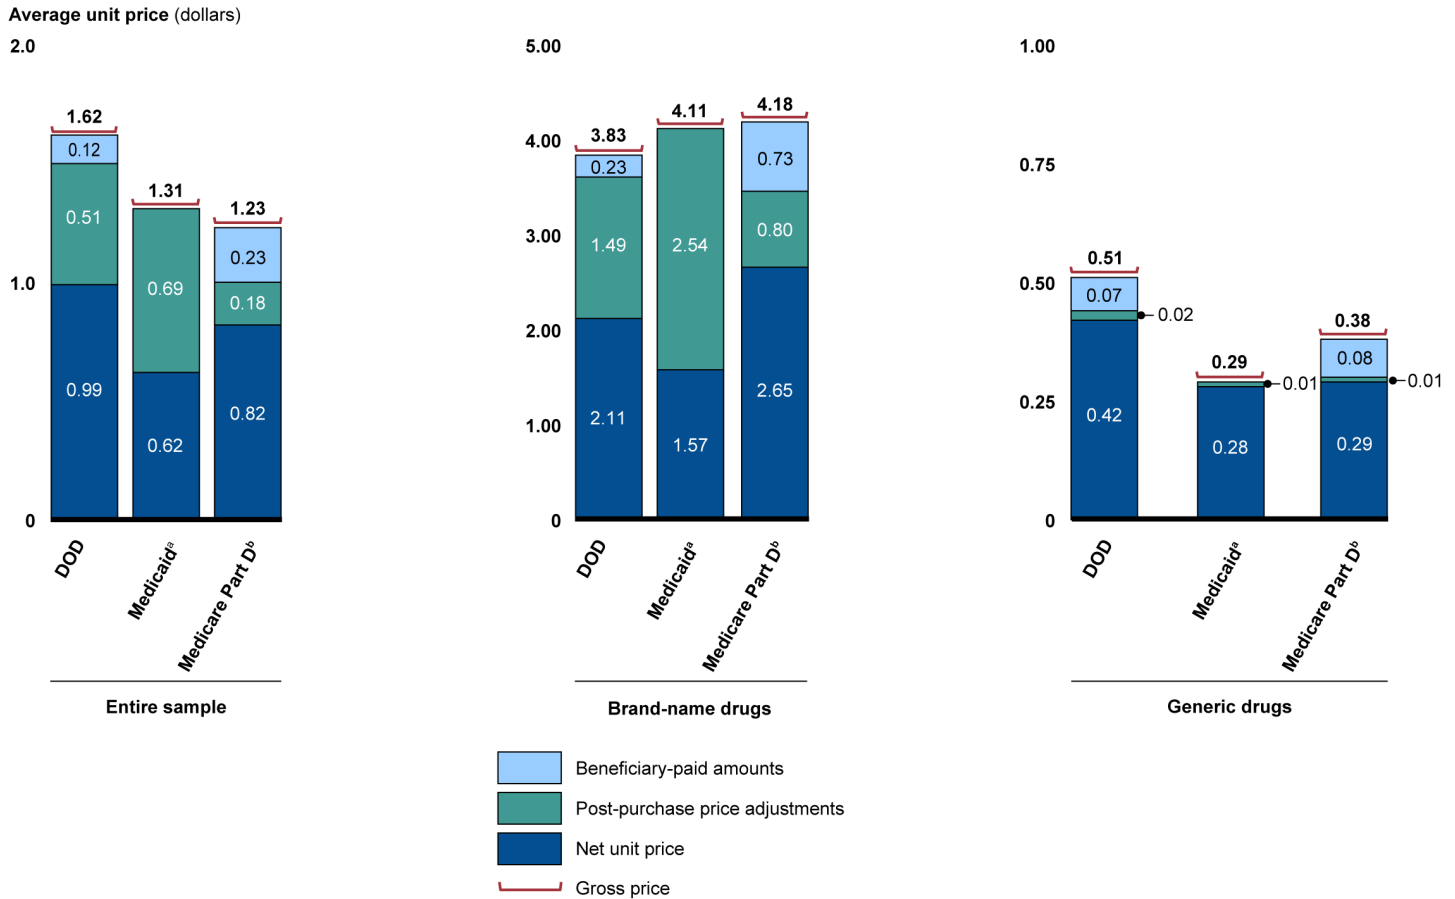 Average unit price (dollars)
2.0
1.0
0
1.62
0.12
0.51
0.99
1.31
0.69
0.62
1.23
0.23
0.18
0.82
DOD
Medicaidᵃ
Medicare Part Dᵇ
Entire sample
5.00
4.00
3.00
2.00
1.00
0
3.83
0.23
1.49
2.11
4.11
2.54
1.57
4.18
0.73
0.80
2.65
DOD
Medicaidᵃ
Medicare Part Dᵇ
Brand-name drugs
1.00
0.75
0.50
0.25
0
0.51
0.07
0.02
0.42
0.29
0.01
0.28
0.38
0.08
0.01
0.29
DOD
Medicaidᵃ
Medicare Part Dᵇ
Generic drugs
Beneficiary-paid amounts
Post-purchase price adjustments
Net unit price
Gross price